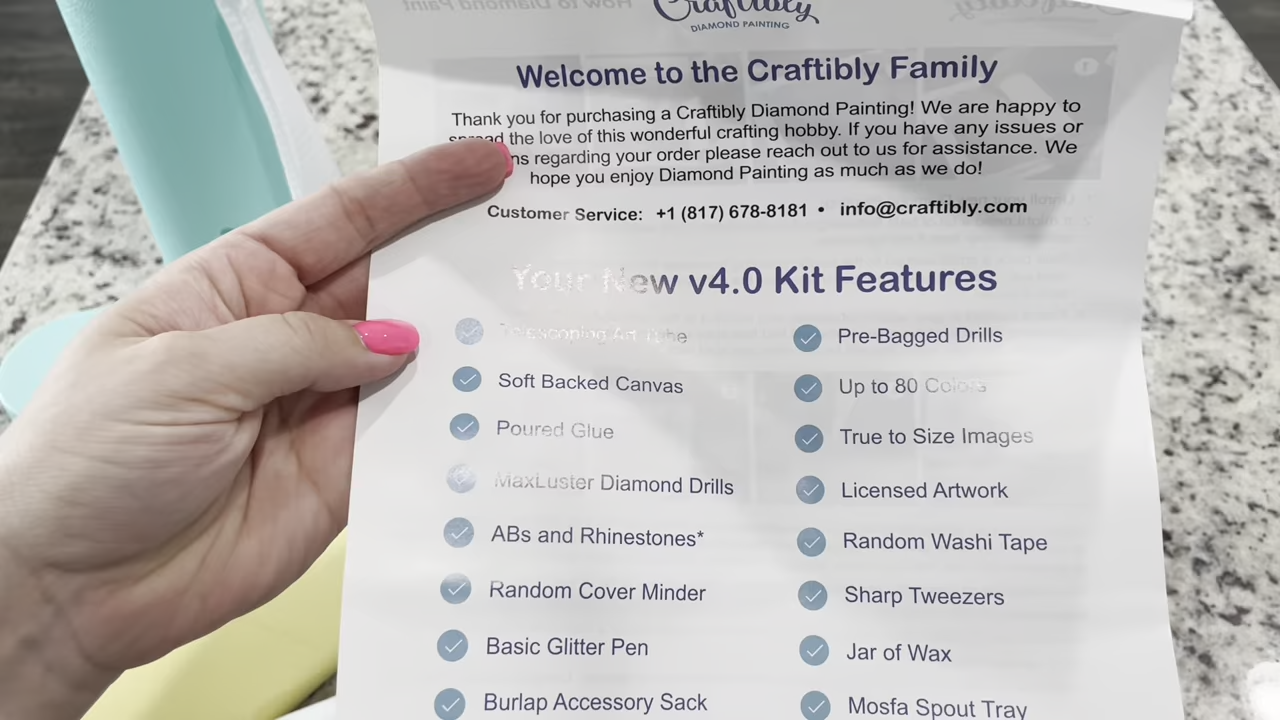 How to Diamond Paint
Craftibly
DIAMOND PAINTING
Welcome to the Craftibly Family
Thank you for purchasing a Craftibly Diamond Painting! We are happy to
spread the love of this wonderful crafting hobby. If you have any issues or
regarding your order please reach out to us for assistance. We
hope you enjoy Diamond Painting as much as we do!
Customer Service: +1 (817) 678-8181 • info@craftibly.com
Your New v4.0 Kit Features
Telescoping Art Tube
Soft Backed Canvas
Poured Glue
MaxLuster Diamond Drills
ABs and Rhinestones*
Random Cover Minder
Basic Glitter Pen
Burlap Accessory Sack
Pre-Bagged Drills
Up to 80 Colors
True to Size Images
Licensed Artwork
Random Washi Tape
Sharp Tweezers
Jar of Wax
Mosfa Spout Tray